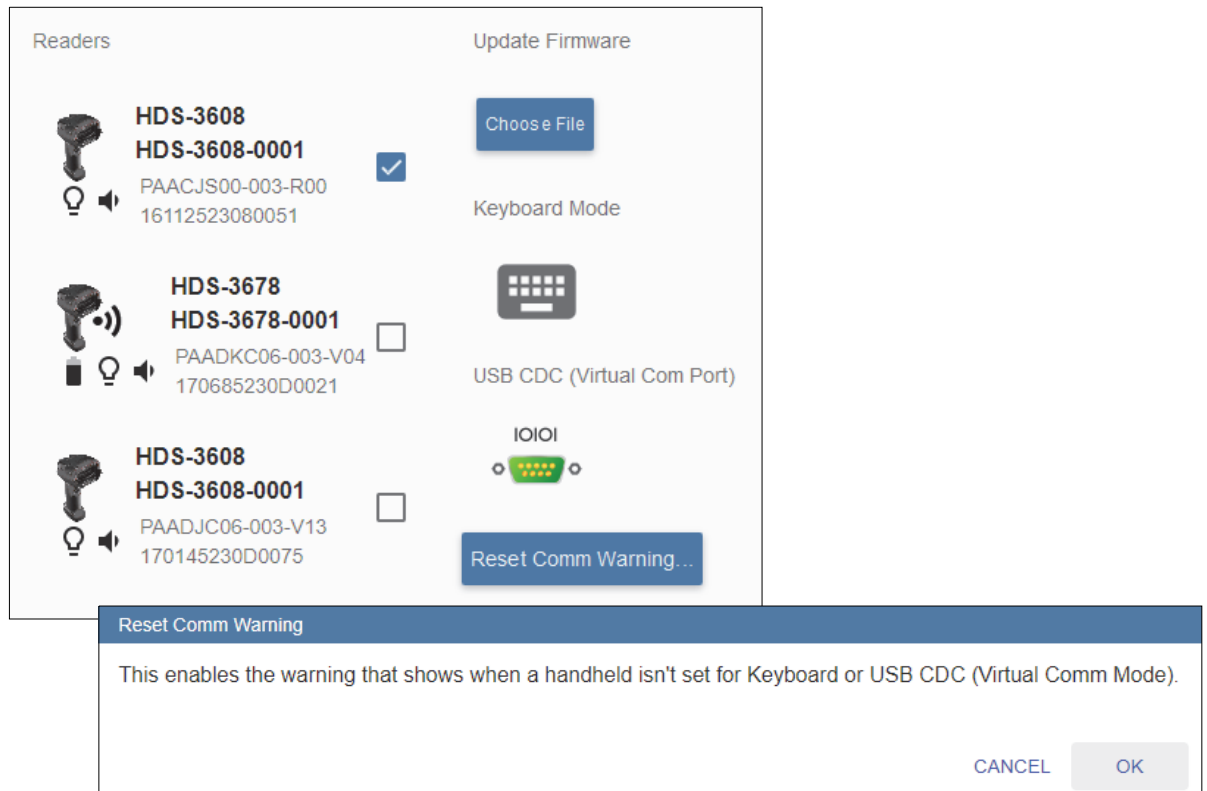 Readers
HDS-3608
HDS-3608-0001
PAACJS00-003-R00
16112523080051
HDS-3678
HDS-3678-0001
PAADKC06-003-V04
170685230D0021
HDS-3608
HDS-3608-0001
PAADJC06-003-V13
170145230D0075
Update Firmware
Choose File
Keyboard Mode
USB CDC (Virtual Com Port)
IOIOI
Reset Comm Warning...
Reset Comm Warning
This enables the warning that shows when a handheld isn't set for Keyboard or USB CDC (Virtual Comm Mode).
CANCEL OK